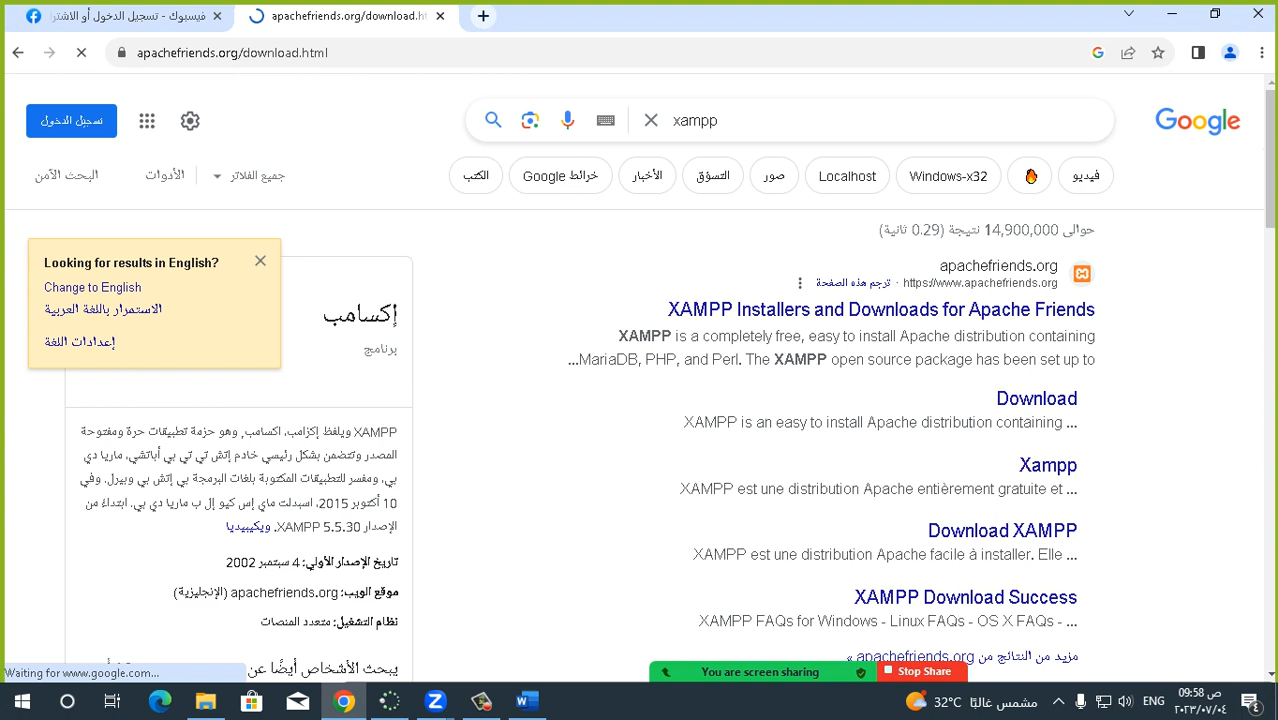 فيسبوك - تسجيل الدخول أو الاشترا
apachefriends.org/download.ht
apachefriends.org/download.html
تسجيل الدخول
xampp
Google
فيديو
Windows-x32
Localhost
صور
التسوّق
الأخبار
خرائط Google
الكتب
جميع الفلاتر
الأدوات
البحث الآمن
حوالى 14,900,000 نتيجة (0.29 ثانية)
Looking for results in English?
Change to English
الاستمرار باللغة العربية
إعدادات اللغة
apachefriends.org
https://www.apachefriends.org · ترجم هذه الصفحة
XAMPP Installers and Downloads for Apache Friends
XAMPP is a completely free, easy to install Apache distribution containing
...MariaDB, PHP, and Perl. The XAMPP open source package has been set up to
Download
XAMPP is an easy to install Apache distribution containing ...
Xampp
XAMPP est une distribution Apache entièrement gratuite et ...
Download XAMPP
XAMPP est une distribution Apache facile à installer. Elle ...
XAMPP Download Success
XAMPP FAQs for Windows - Linux FAQs - OS X FAQs - ...
مزيد من النتائج من apachefriends.org »
إكسامب
برنامج
XAMPP ويلفظ إكزامب، اكسامب, وهو حزمة تطبيقات حرة ومفتوحة
المصدر وتتضمن بشكل رئيسي خادم إتش تي تي بي أباتشي، ماريا دي
بي، ومفسر للتطبيقات المكتوبة بلغات البرمجة بي إتش بي وبيرل. وفي
10 أكتوبر 2015، اسبدلت ماي إس كيو إل ب ماريا دي بي. ابتداءً من
الإصدار XAMPP 5.5.30. ويكيبيديا
تاريخ الإصدار الأولي: 4 سبتمبر 2002
موقع الويب: apachefriends.org (الإنجليزية)
نظام التشغيل: متعدد المنصات
يبحث الأشخاص أيضًا عن
Waiting for www.google.com...
You are screen sharing
Stop Share
32°C مشمس غالبًا
ENG
09:58 ص
٢٠٢٣/٠٧/٠٤